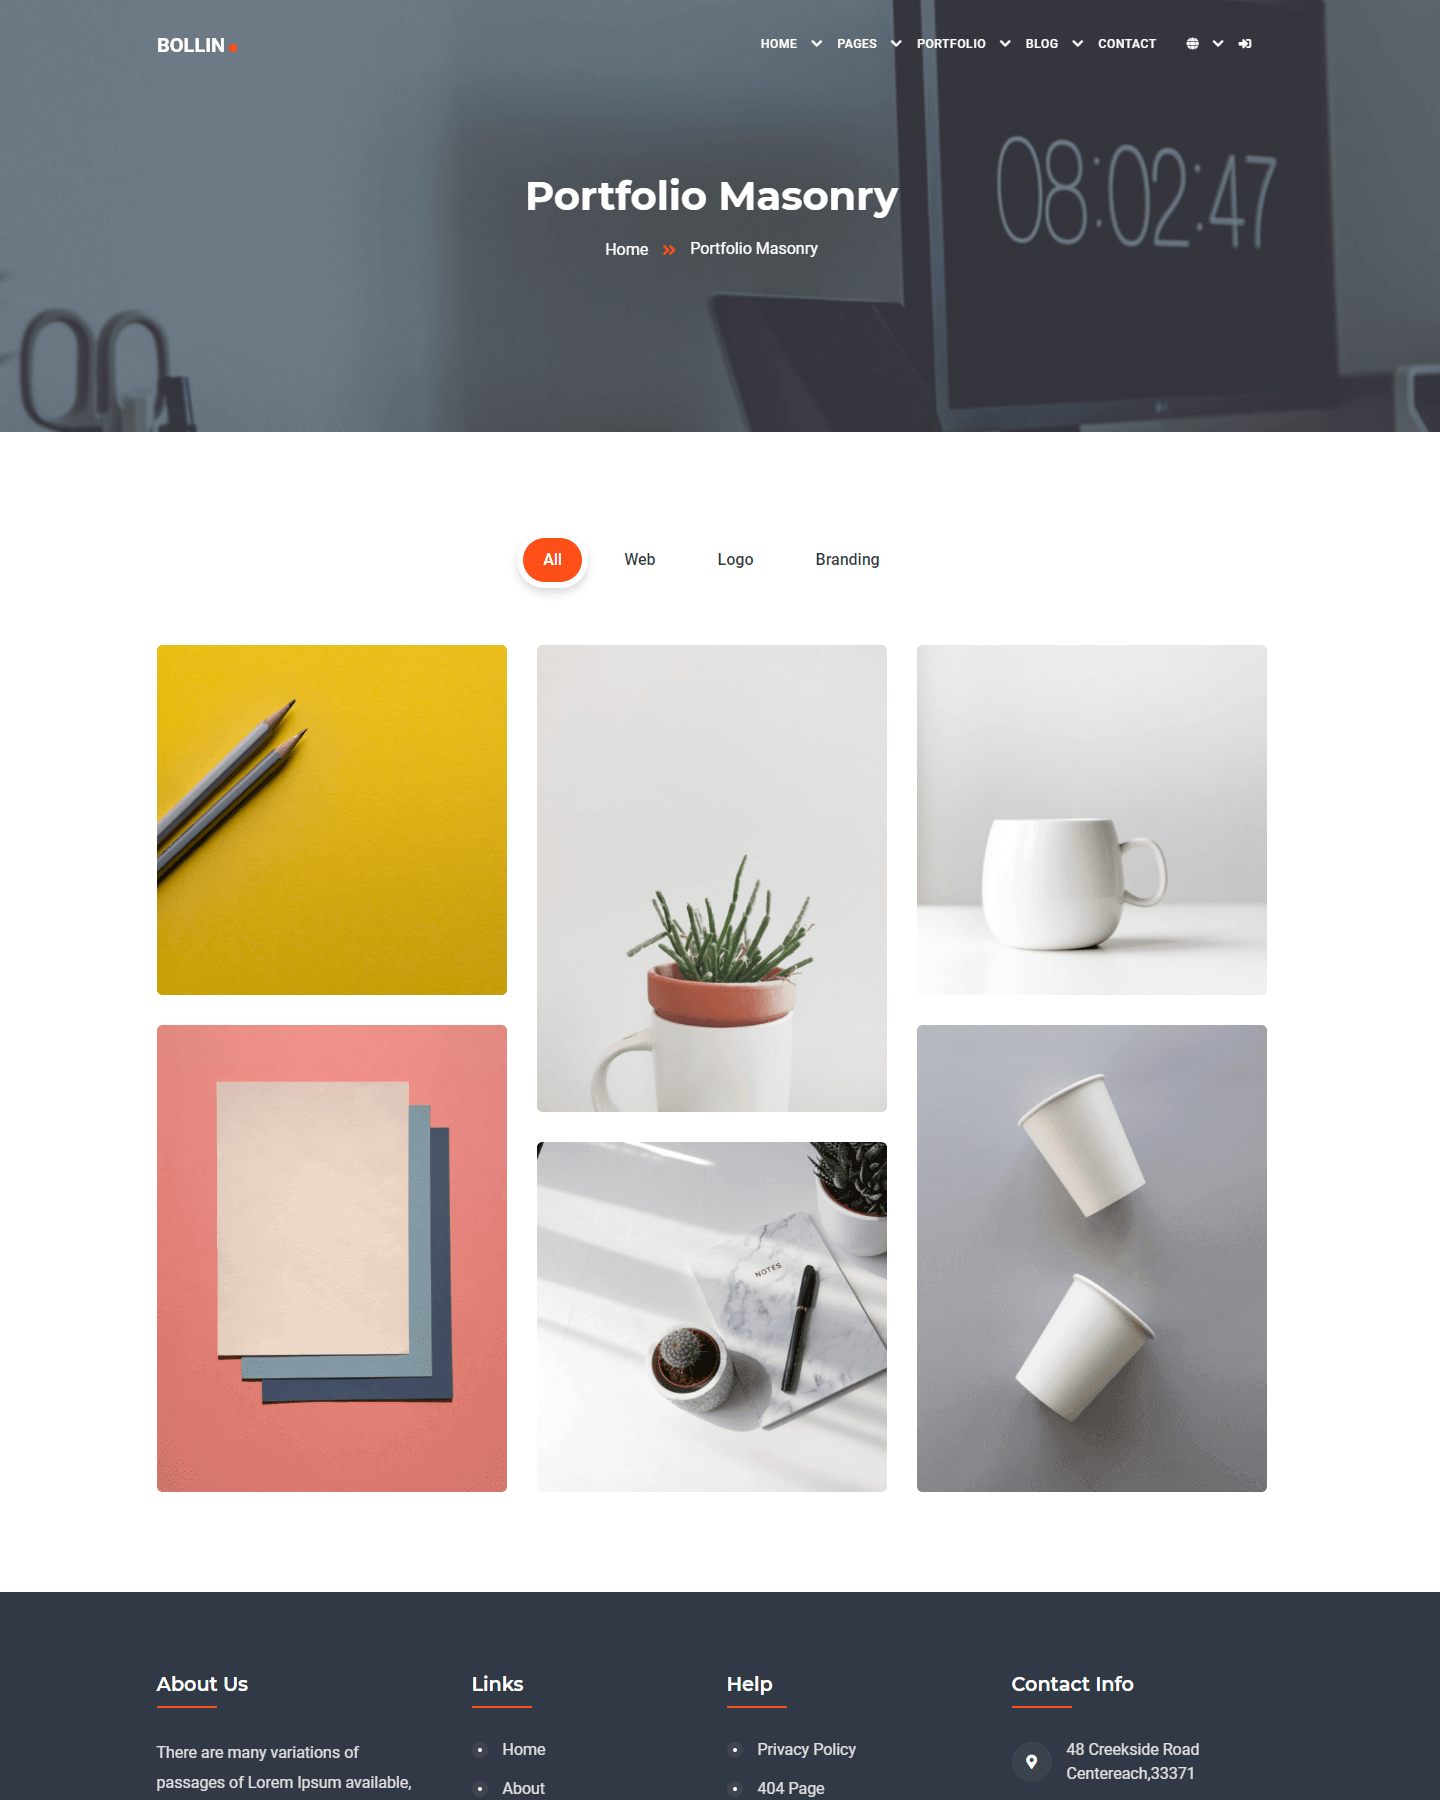 BOLLIN
HOME PAGES PORTFOLIO BLOG CONTACT
08:02:47
Portfolio Masonry
Home Portfolio Masonry
All Web Logo Branding
NOTES
About Us
There are many variations of
passages of Lorem Ipsum available,
Links
Home
About
Help
Privacy Policy
404 Page
Contact Info
48 Creekside Road
Centereach,33371